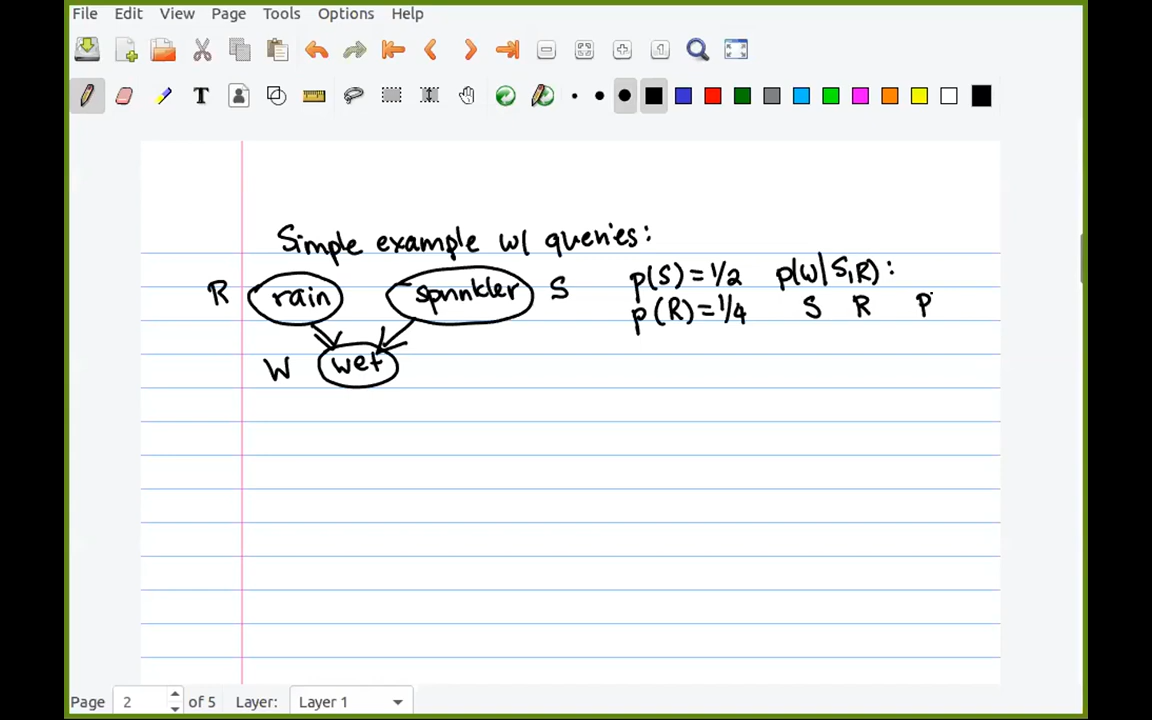 File Edit View Page Tools Options Help
Simple example w/ queries:
R rain sprinkler S
p(S) = 1/2 p(W|S,R):
p(R) = 1/4 S R P
W wet
Page 2 of 5 Layer: Layer 1